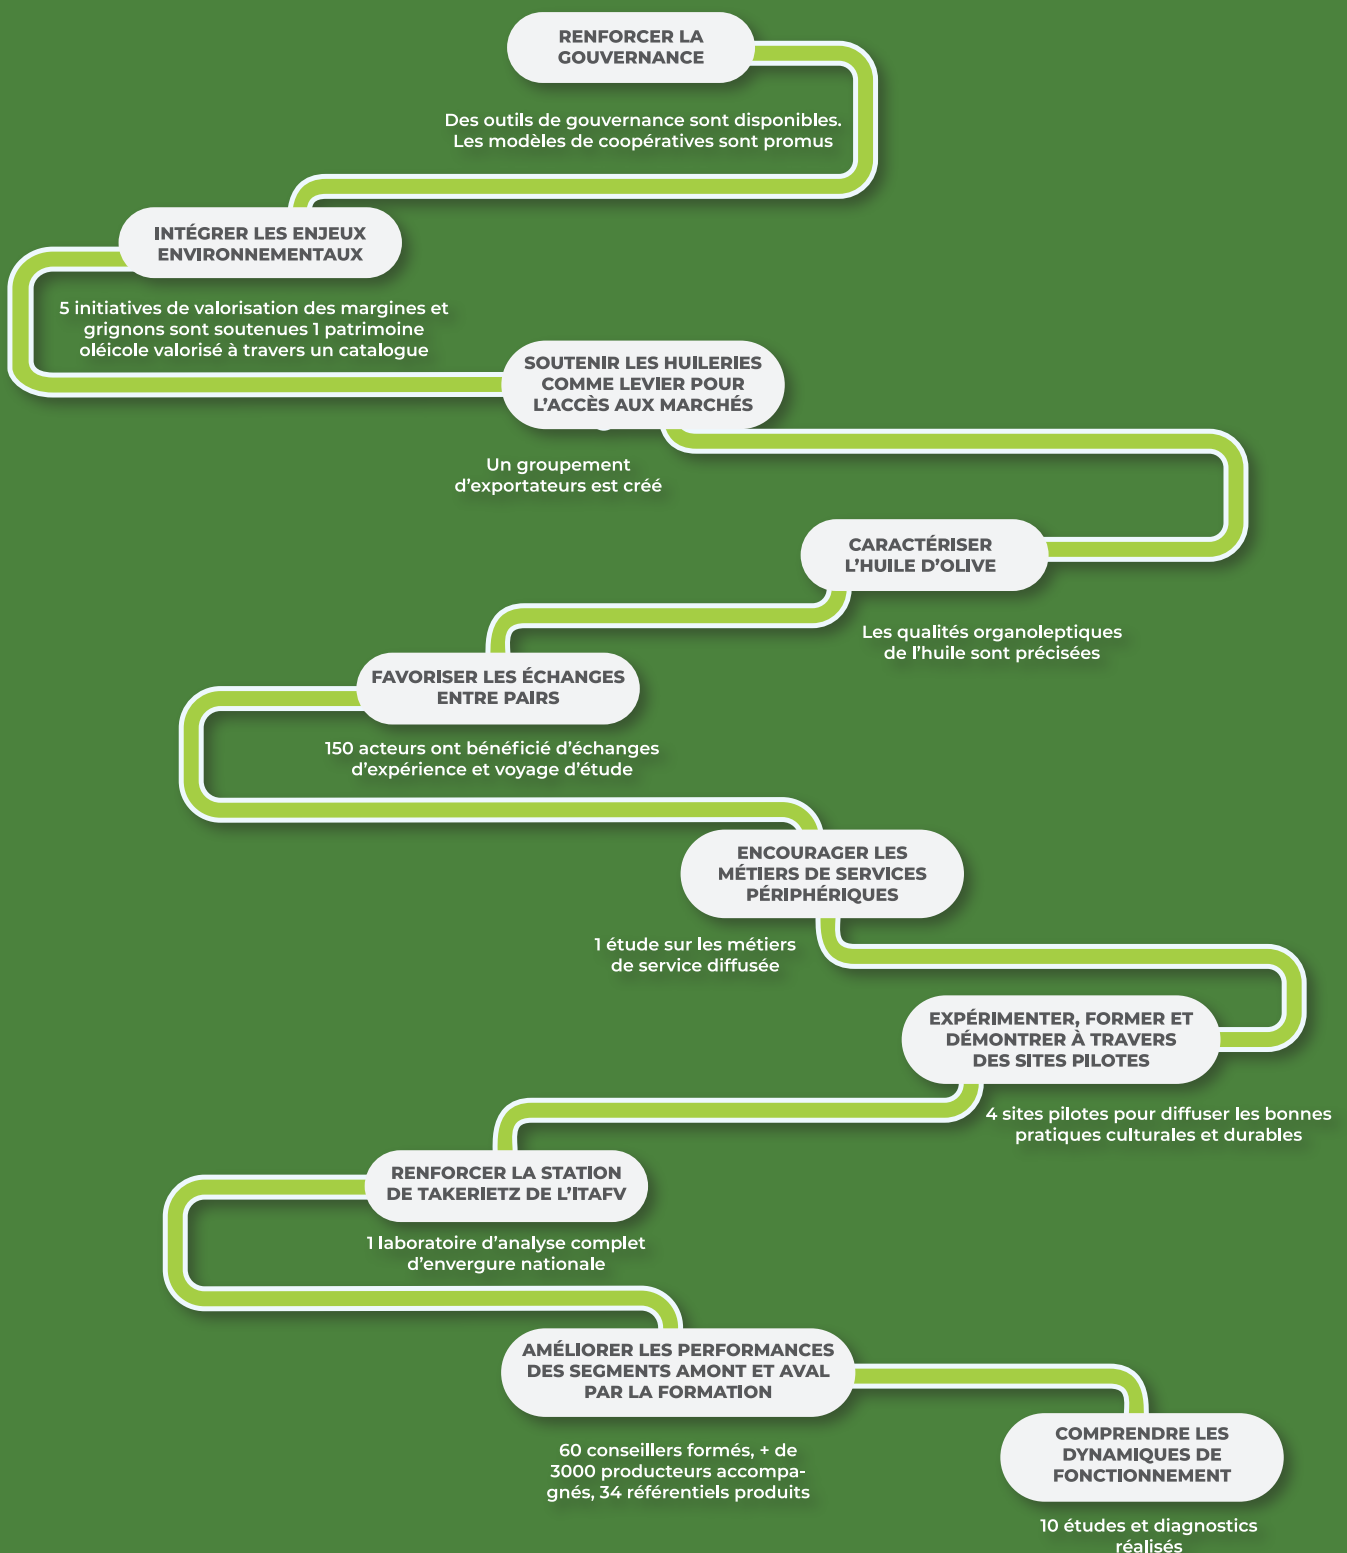 RENFORCER LA
GOUVERNANCE
Des outils de gouvernance sont disponibles.
Les modèles de coopératives sont promus
INTÉGRER LES ENJEUX
ENVIRONNEMENTAUX
5 initiatives de valorisation des margines et
grignons sont soutenues 1 patrimoine
oléicole valorisé à travers un catalogue
SOUTENIR LES HUILERIES
COMME LEVIER POUR
L'ACCÈS AUX MARCHÉS
Un groupement
d'exportateurs est créé
CARACTÉRISER
L'HUILE D'OLIVE
Les qualités organoleptiques
de l'huile sont précisées
FAVORISER LES ÉCHANGES
ENTRE PAIRS
150 acteurs ont bénéficié d'échanges
d'expérience et voyage d'étude
ENCOURAGER LES
MÉTIERS DE SERVICES
PÉRIPHÉRIQUES
1 étude sur les métiers
de service diffusée
EXPÉRIMENTER, FORMER ET
DÉMONTRER À TRAVERS
DES SITES PILOTES
4 sites pilotes pour diffuser les bonnes
pratiques culturales et durables
RENFORCER LA STATION
DE TAKERIETZ DE L'ITAFV
1 laboratoire d'analyse complet
d'envergure nationale
AMÉLIORER LES PERFORMANCES
DES SEGMENTS AMONT ET AVAL
PAR LA FORMATION
60 conseillers formés, + de
3000 producteurs accompa-
gnés, 34 référentiels produits
COMPRENDRE LES
DYNAMIQUES DE
FONCTIONNEMENT
10 études et diagnostics
réalisés